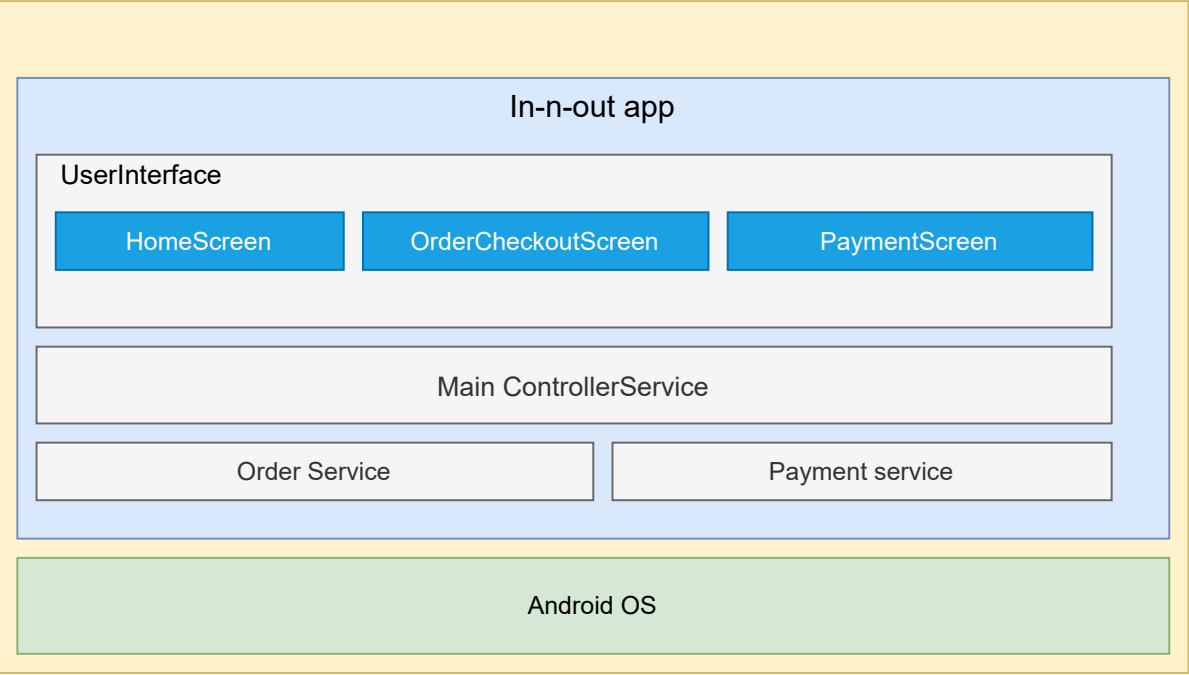 In-n-out app
UserInterface
HomeScreen
OrderCheckoutScreen
PaymentScreen
Main ControllerService
Order Service
Payment service
Android OS